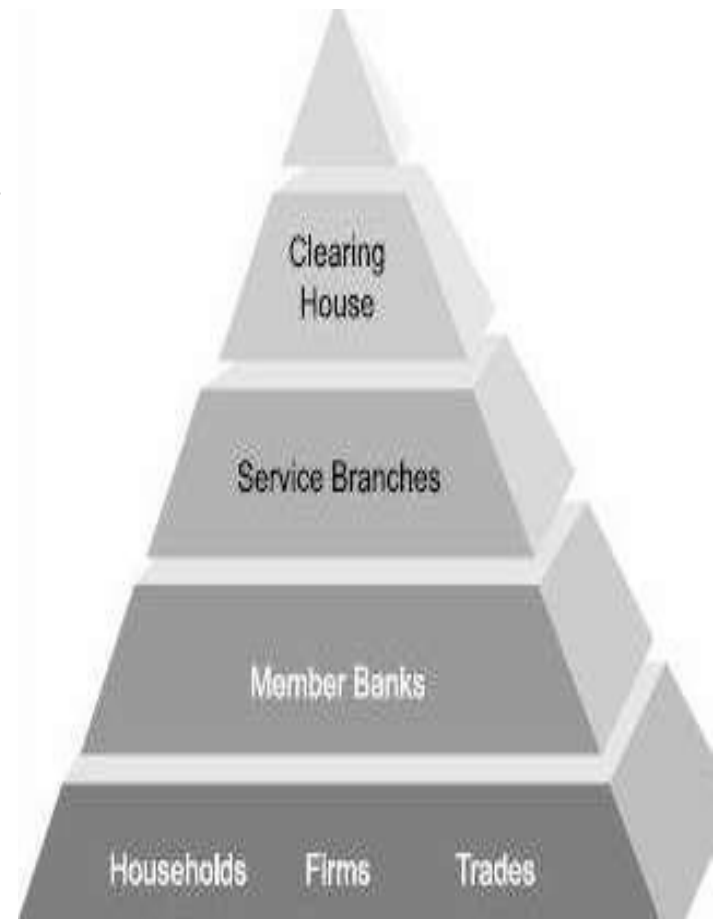 Clearing
House
Service Branches
Member Banks
Households Firms Trades